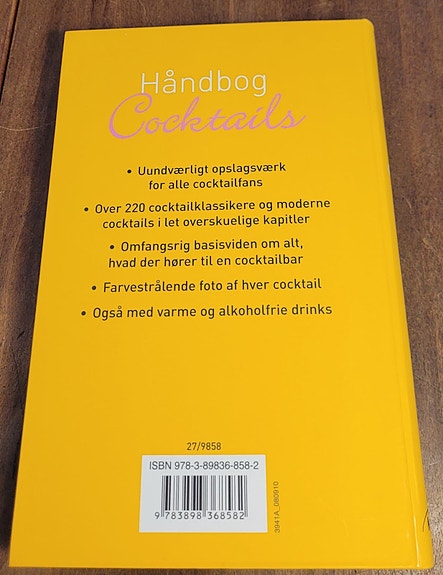 Håndbog
Cocktails
• Uundværligt opslagsværk
for alle cocktailfans
• Over 220 cocktailklassikere og moderne
cocktails i let overskuelige kapitler
• Omfangsrig basisviden om alt,
hvad der hører til en cocktailbar
• Farvestrålende foto af hver cocktail
• Også med varme og alkoholfrie drinks
27/9858
ISBN 978-3-89836-858-2
9 783898 368582
3941A_080910